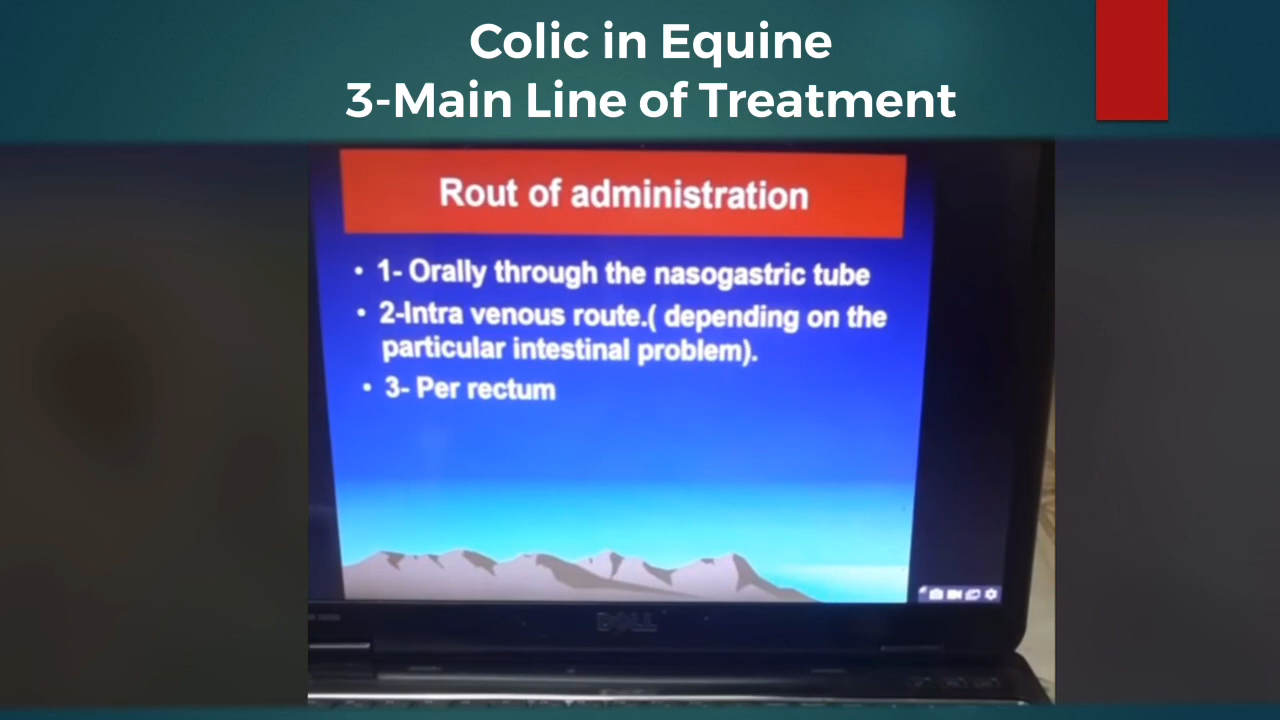 Colic in Equine
3-Main Line of Treatment
Rout of administration
• 1- Orally through the nasogastric tube
• 2-Intra venous route.( depending on the
particular intestinal problem).
• 3- Per rectum
DELL